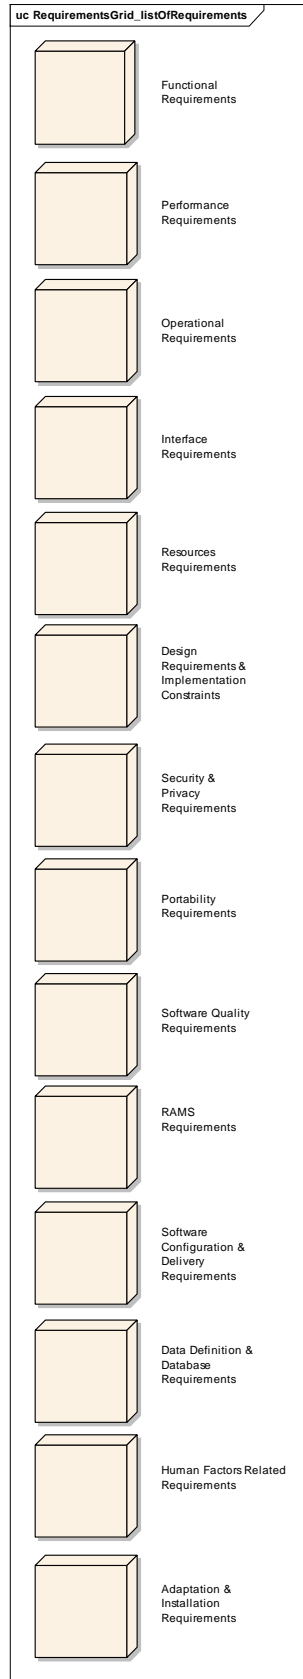 uc RequirementsGrid_listOfRequirements
Functional
Requirements
Performance
Requirements
Operational
Requirements
Interface
Requirements
Resources
Requirements
Design
Requirements &
Implementation
Constraints
Security &
Privacy
Requirements
Portability
Requirements
Software Quality
Requirements
RAMS
Requirements
Software
Configuration &
Delivery
Requirements
Data Definition &
Database
Requirements
Human Factors Related
Requirements
Adaptation &
Installation
Requirements